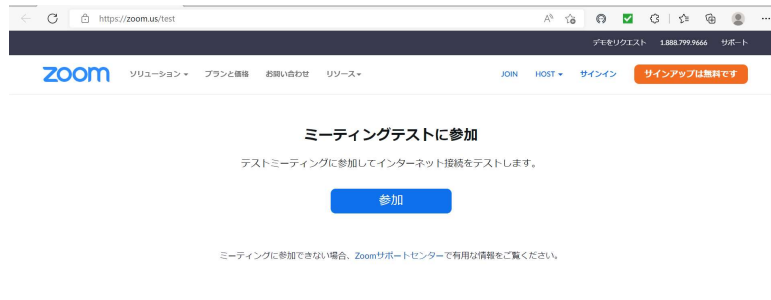 https://zoom.us/test
デモをリクエスト 1.888.799.9666 サポート
zoom ソリューション プランと価格 お問い合わせ リソース JOIN HOST サインイン サインアップは無料です
ミーティングテストに参加
テストミーティングに参加してインターネット接続をテストします。
参加
ミーティングに参加できない場合、Zoomサポートセンターで有用な情報をご覧ください。